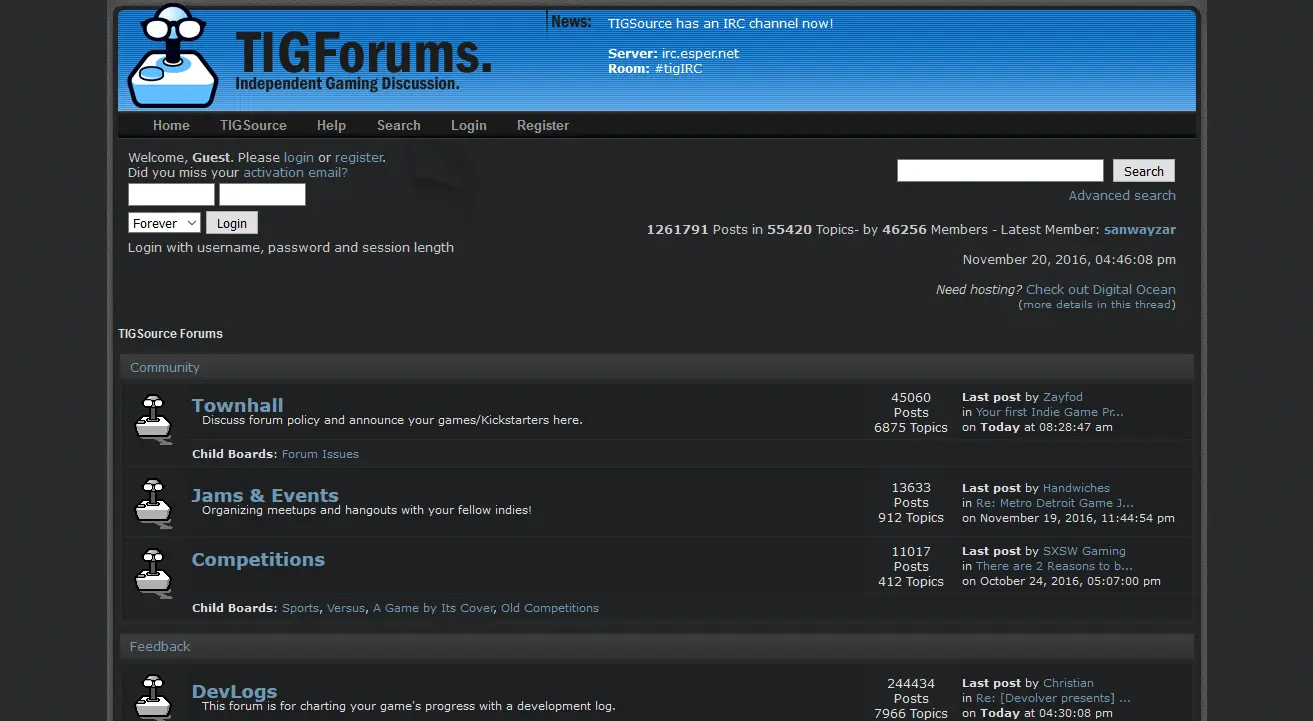 TIGForums.
Independent Gaming Discussion.
News: TIGSource has an IRC channel now!
Server: irc.esper.net
Room: #tigIRC
Home TIGSource Help Search Login Register
Welcome, Guest. Please login or register.
Did you miss your activation email?
Forever Login
Login with username, password and session length
Search
Advanced search
1261791 Posts in 55420 Topics- by 46256 Members - Latest Member: sanwayzar
November 20, 2016, 04:46:08 pm
Need hosting? Check out Digital Ocean
(more details in this thread)
TIGSource Forums
Community
Townhall
Discuss forum policy and announce your games/Kickstarters here.
45060
Posts
6875 Topics
Last post by Zayfod
in Your first Indie Game Pr...
on Today at 08:28:47 am
Child Boards: Forum Issues
Jams & Events
Organizing meetups and hangouts with your fellow indies!
13633
Posts
912 Topics
Last post by Handwiches
in Re: Metro Detroit Game J...
on November 19, 2016, 11:44:54 pm
Competitions
11017
Posts
412 Topics
Last post by SXSW Gaming
in There are 2 Reasons to b...
on October 24, 2016, 05:07:00 pm
Child Boards: Sports, Versus, A Game by Its Cover, Old Competitions
Feedback
DevLogs
This forum is for charting your game's progress with a development log.
244434
Posts
7966 Topics
Last post by Christian
in Re: [Devolver presents] ...
on Today at 04:30:08 pm